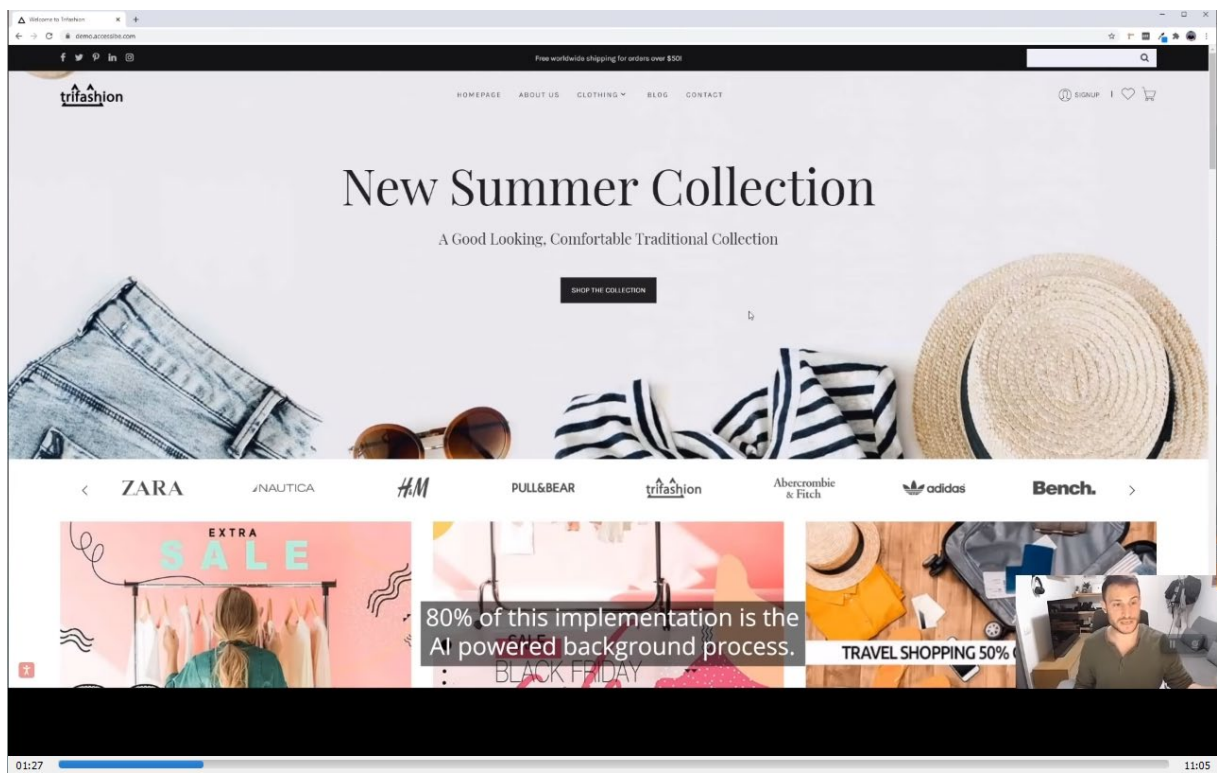 Welcome to Trifashion
demo.accessibe.com
Free worldwide shipping for orders over $50!
trifashion
HOMEPAGE ABOUT US CLOTHING BLOG CONTACT
SIGNUP
New Summer Collection
A Good Looking, Comfortable Traditional Collection
SHOP THE COLLECTION
ZARA NAUTICA H&M PULL&BEAR trifashion Abercrombie & Fitch adidas Bench.
EXTRA
SALE
SALE
BLACK FRIDAY
TRAVEL SHOPPING 50%
80% of this implementation is the
AI powered background process.
01:27 11:05